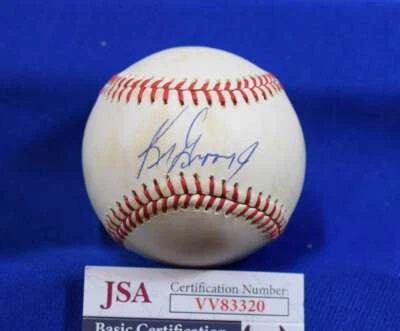 JSA
Certification Number
VV83320
Basic Certification